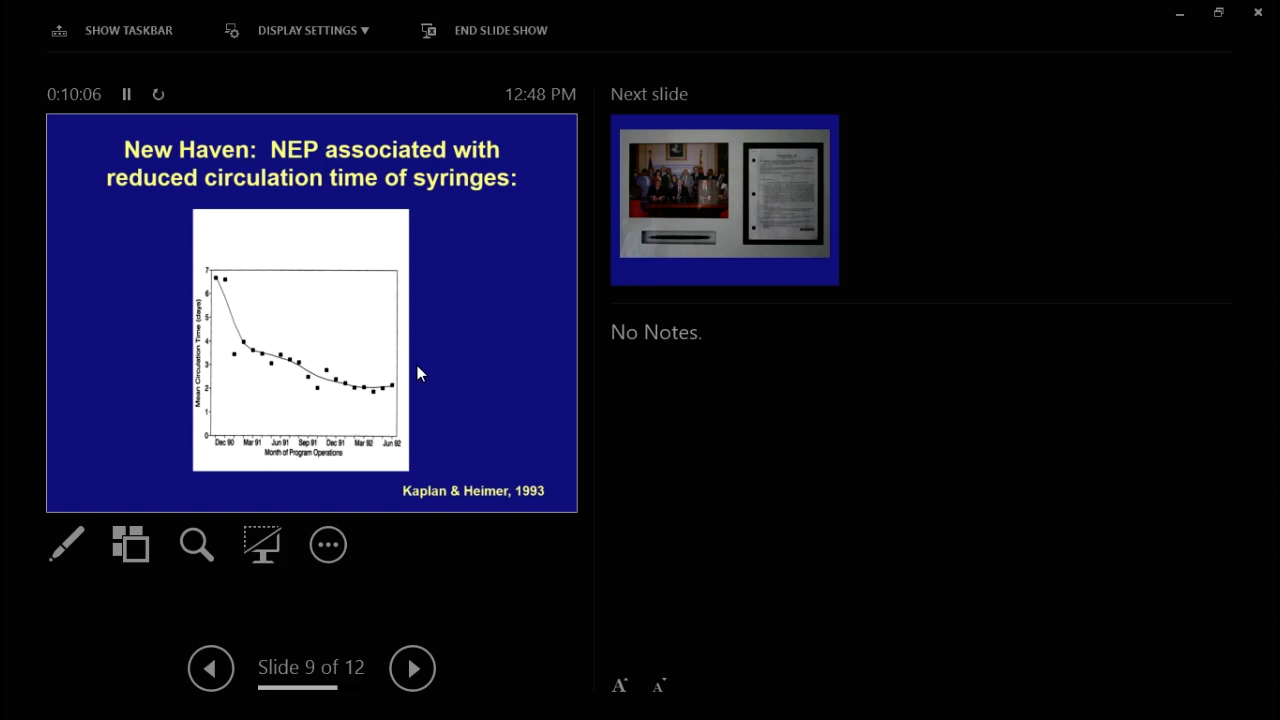 SHOW TASKBAR
DISPLAY SETTINGS ▼
END SLIDE SHOW
0:10:06
12:48 PM
Next slide
New Haven: NEP associated with
reduced circulation time of syringes:
7
6
5
4
3
2
1
0
Mean Circulation Time (days)
Dec 90 Mar 91 Jun 91 Sep 91 Dec 91 Mar 92 Jun 92
Month of Program Operations
Kaplan & Heimer, 1993
No Notes.
Slide 9 of 12
A A